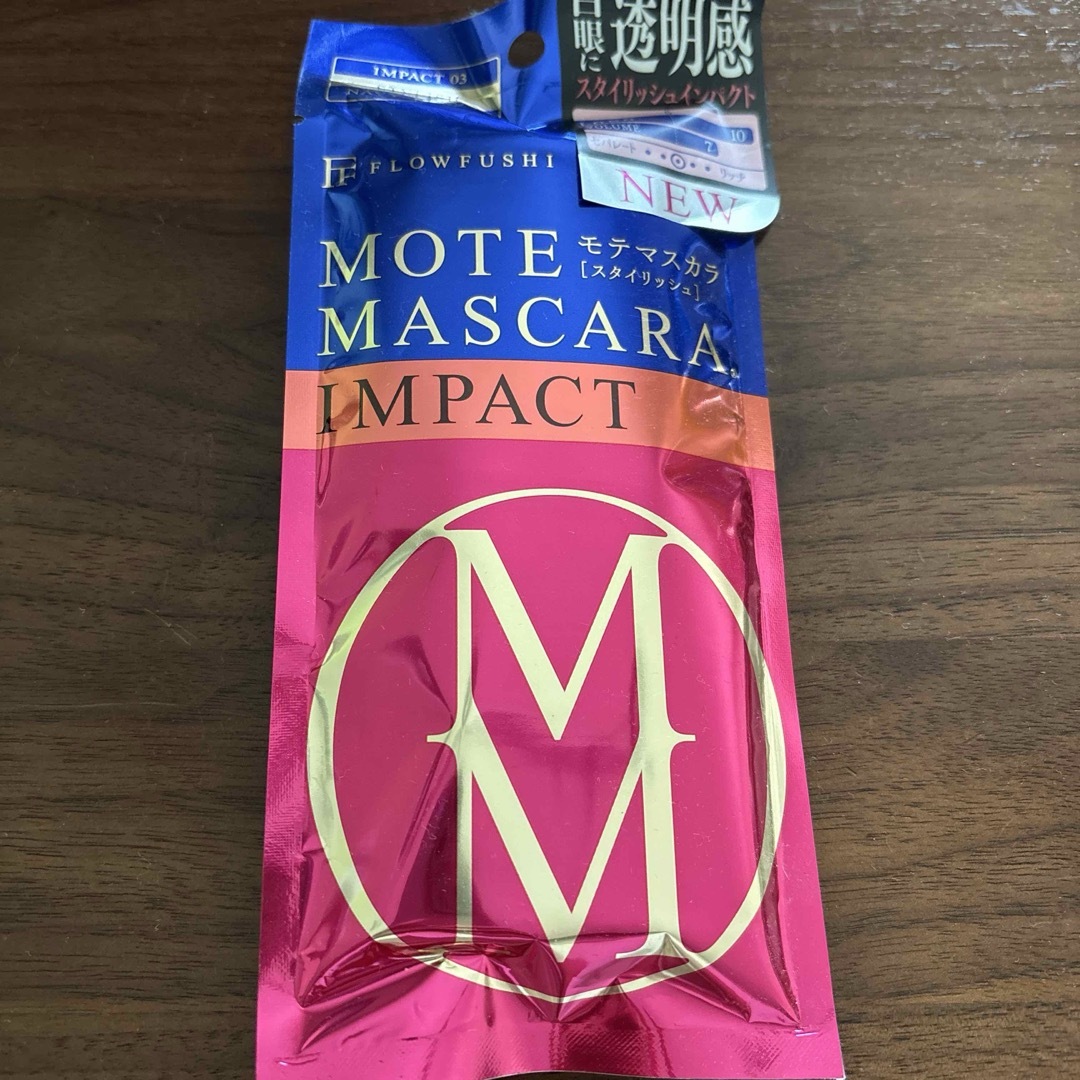 IMPACT 03
白眼に
透明感
スタイリッシュインパクト
VOLUME
10
7
セパレート
リッチ
NEW
FF FLOWFUSHI
MOTE
モテマスカラ
[スタイリッシュ]
MASCARA
IMPACT
M
M